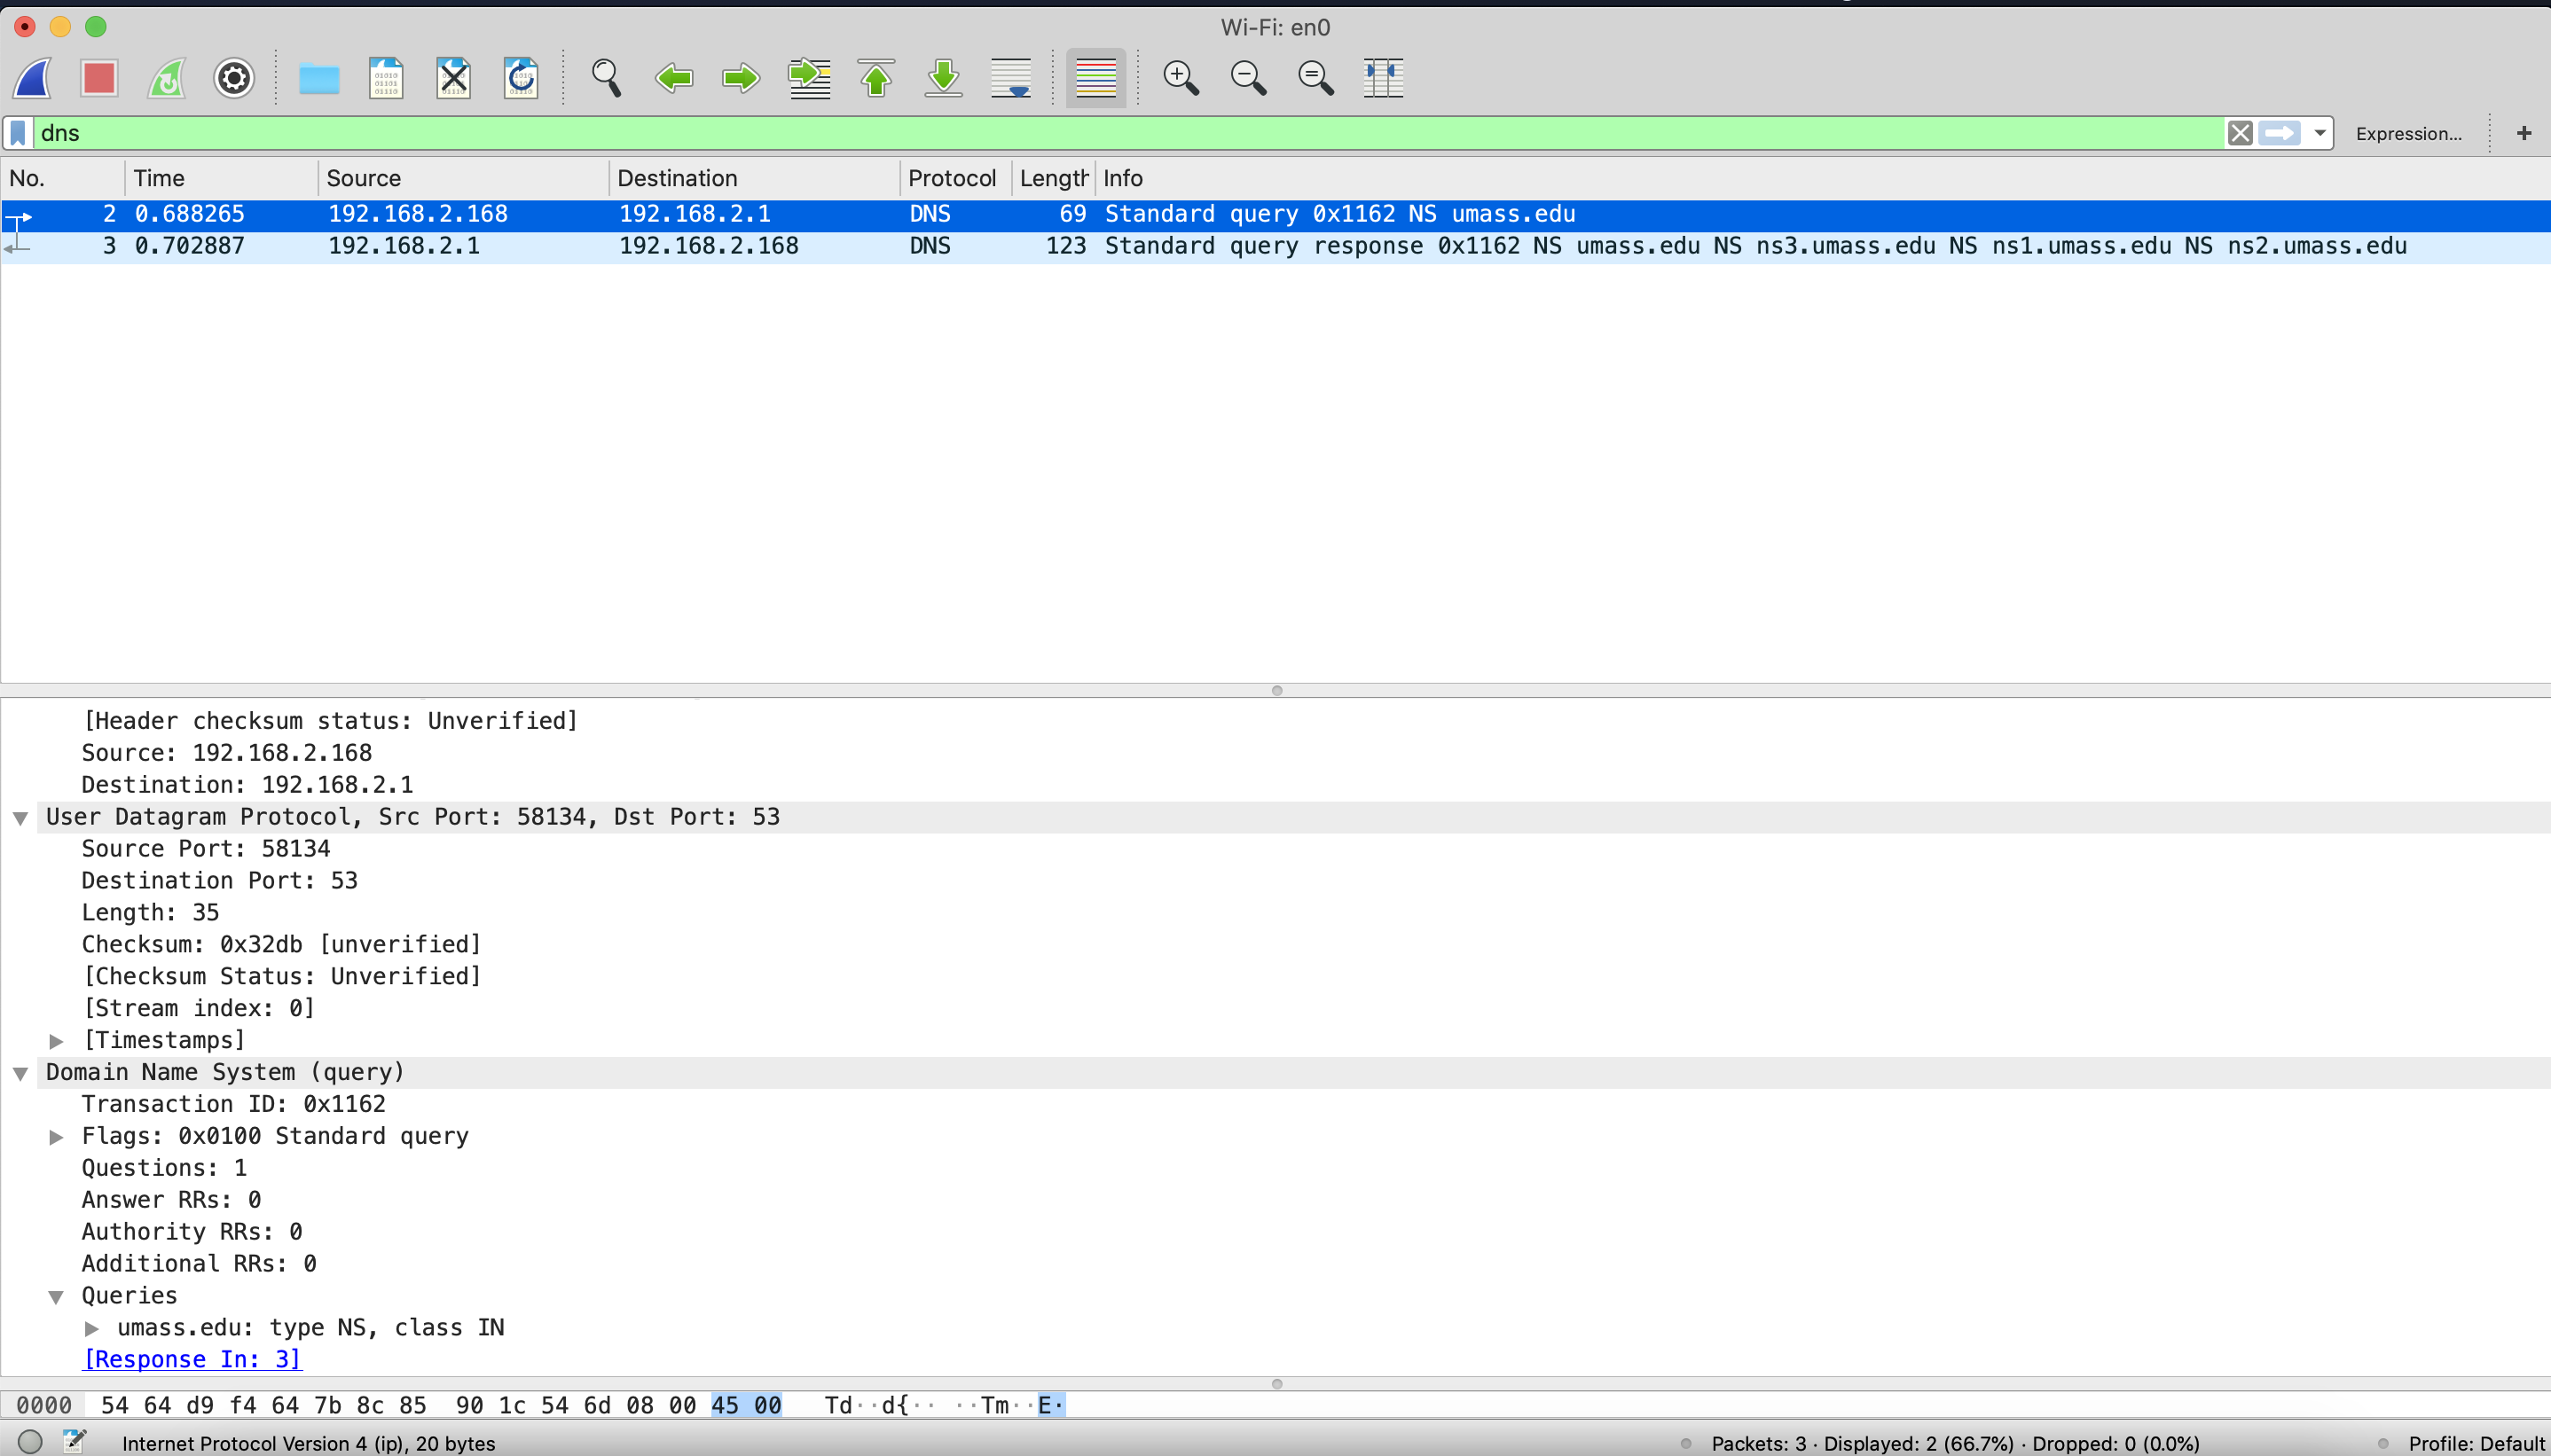 Wi-Fi: en0
dns
Expression...
+
No. Time Source Destination Protocol Length Info
2 0.688265 192.168.2.168 192.168.2.1 DNS 69 Standard query 0x1162 NS umass.edu
3 0.702887 192.168.2.1 192.168.2.168 DNS 123 Standard query response 0x1162 NS umass.edu NS ns3.umass.edu NS ns1.umass.edu NS ns2.umass.edu
[Header checksum status: Unverified]
Source: 192.168.2.168
Destination: 192.168.2.1
User Datagram Protocol, Src Port: 58134, Dst Port: 53
Source Port: 58134
Destination Port: 53
Length: 35
Checksum: 0x32db [unverified]
[Checksum Status: Unverified]
[Stream index: 0]
[Timestamps]
Domain Name System (query)
Transaction ID: 0x1162
Flags: 0x0100 Standard query
Questions: 1
Answer RRs: 0
Authority RRs: 0
Additional RRs: 0
Queries
umass.edu: type NS, class IN
[Response In: 3]
0000 54 64 d9 f4 64 7b 8c 85 90 1c 54 6d 08 00 45 00 Td··d{·· ··Tm··E·
Internet Protocol Version 4 (ip), 20 bytes
Packets: 3 · Displayed: 2 (66.7%) · Dropped: 0 (0.0%)
Profile: Default